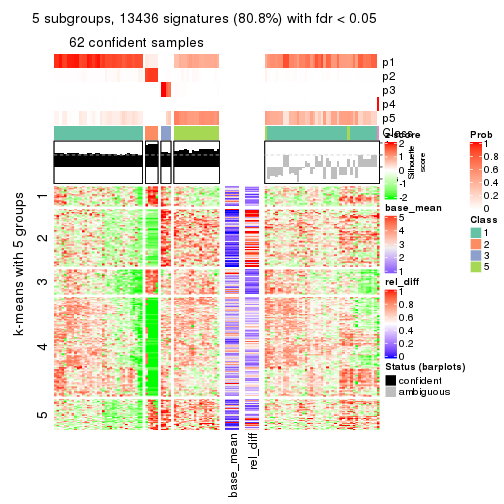 5 subgroups, 13436 signatures (80.8%) with fdr < 0.05
62 confident samples
p1
p2
p3
p4
p5
Class
k-means with 5 groups
1
2
3
4
5
base_mean
rel_diff
z-score
2
1
0
-1
-2
Silhouette
score
base_mean
5
4
3
2
1
rel_diff
1
0.8
0.6
0.4
0.2
0
Status (barplots)
confident
ambiguous
Prob
1
0.8
0.6
0.4
0.2
0
Class
1
2
3
5